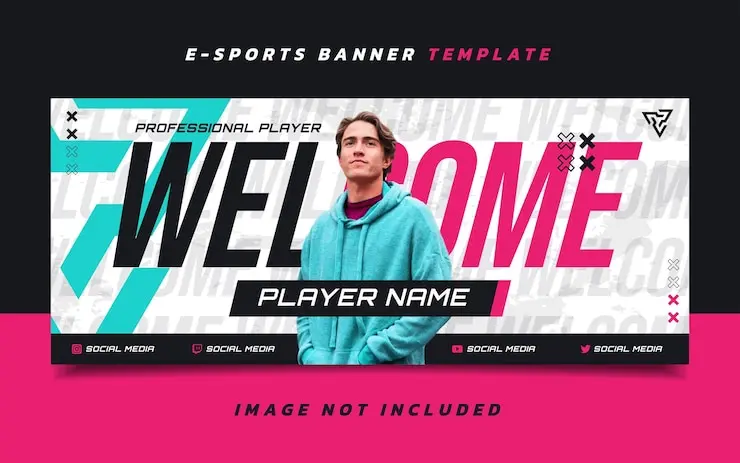 E-SPORTS BANNER TEMPLATE
PROFESSIONAL PLAYER
WELCOME
PLAYER NAME
SOCIAL MEDIA
SOCIAL MEDIA
SOCIAL MEDIA
SOCIAL MEDIA
IMAGE NOT INCLUDED